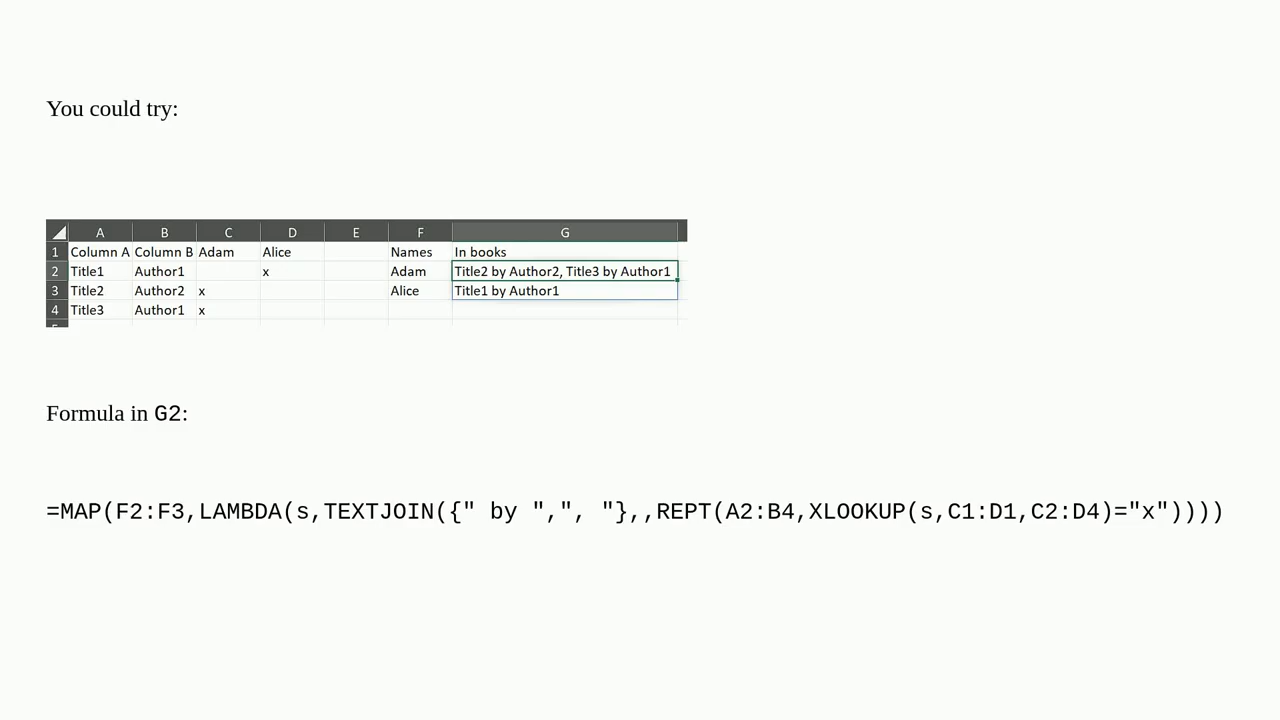 You could try:
A B C D E F G
1 Column A Column B Adam Alice Names In books
2 Title1 Author1 x Adam Title2 by Author2, Title3 by Author1
3 Title2 Author2 x Alice Title1 by Author1
4 Title3 Author1 x
Formula in G2:
=MAP(F2:F3,LAMBDA(s,TEXTJOIN({" by ",", "},,REPT(A2:B4,XLOOKUP(s,C1:D1,C2:D4)="x"))))